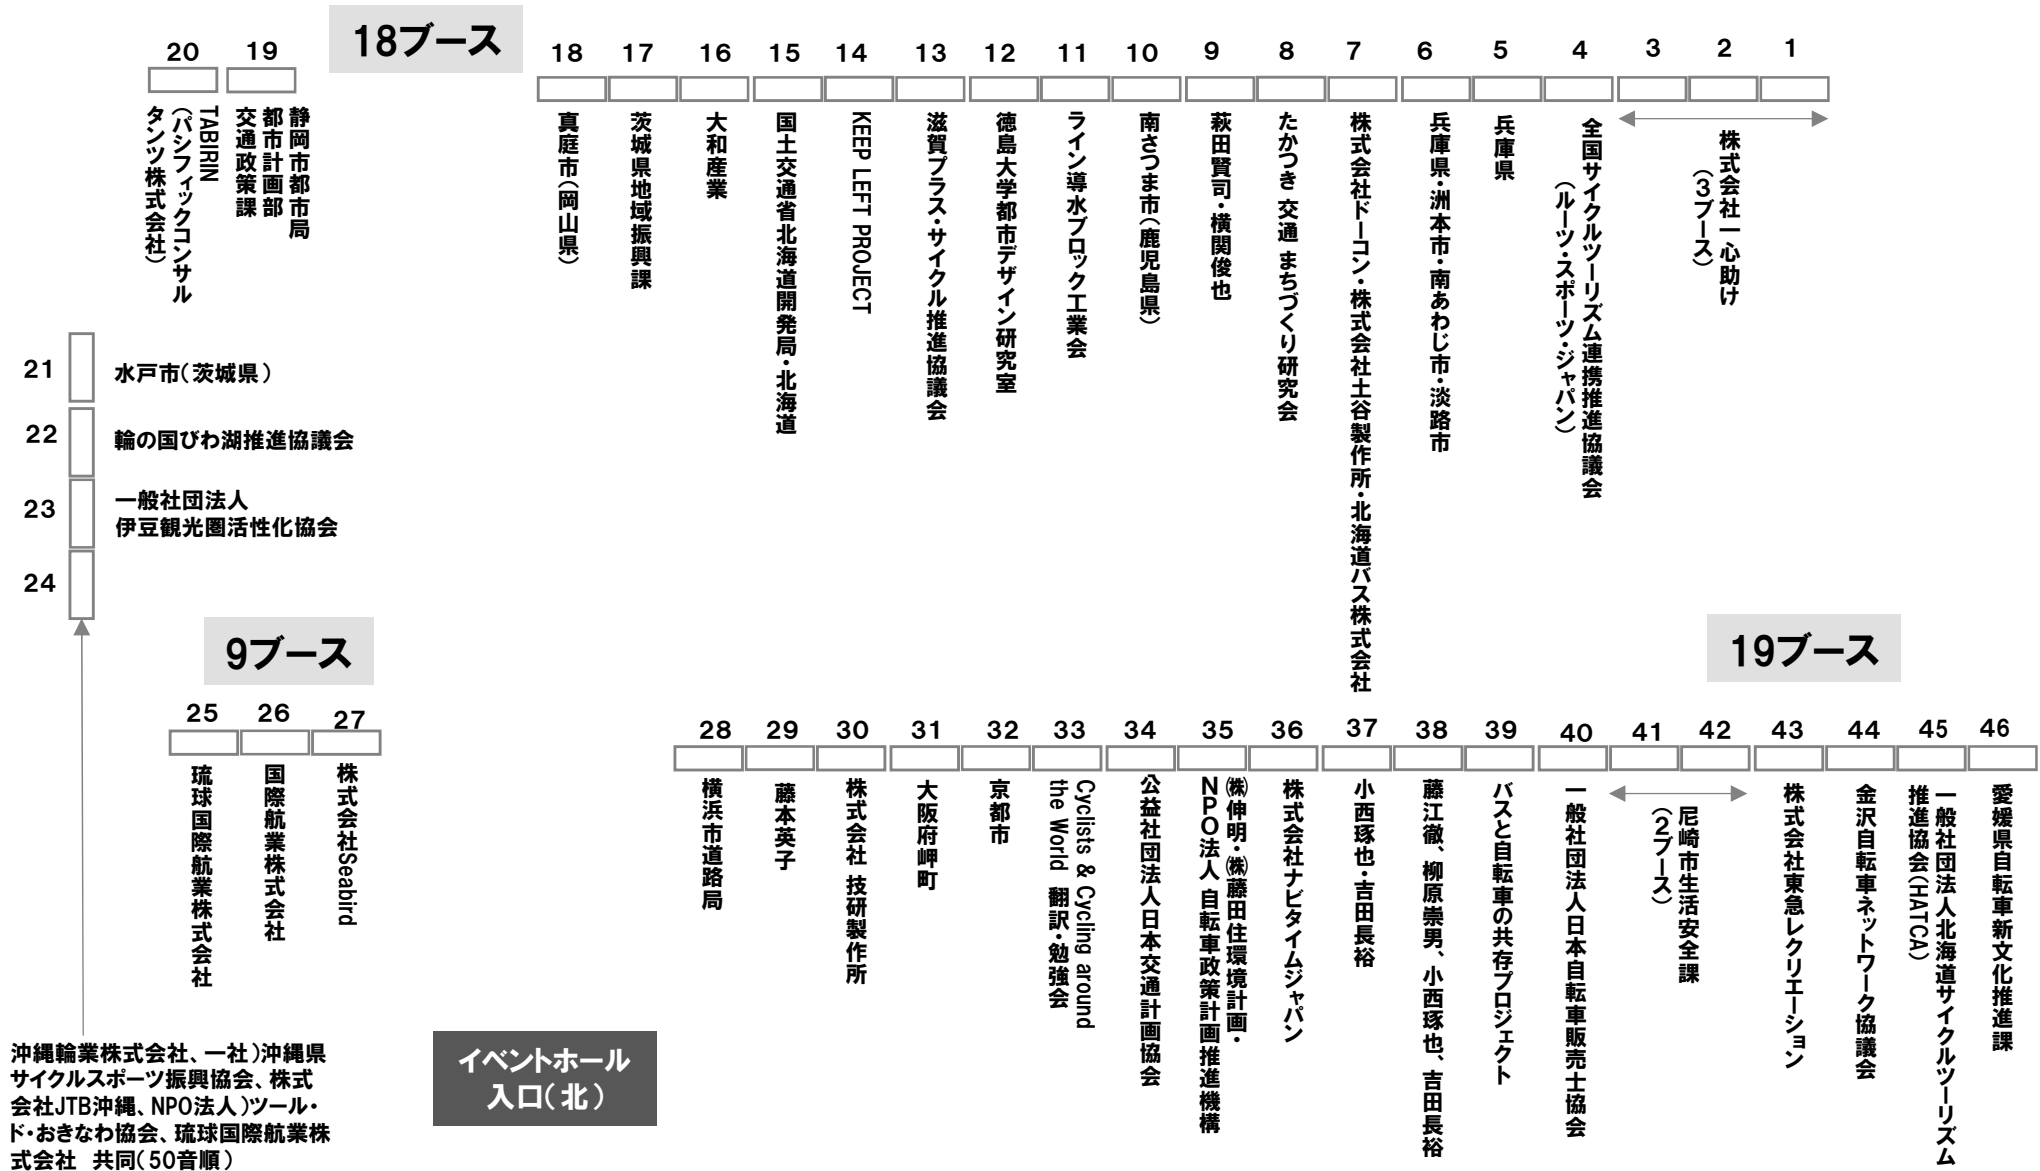 18ブース
20
TABIRIN
(パシフィックコンサル
タンツ株式会社)
19
静岡市都市局
都市計画部
交通政策課
18
真庭市(岡山県)
17
茨城県地域振興課
16
大和産業
15
国土交通省北海道開発局・北海道
14
KEEP LEFT PROJECT
13
滋賀プラス・サイクル推進協議会
12
徳島大学都市デザイン研究室
11
ライン導水ブロック工業会
10
南さつま市(鹿児島県)
9
萩田賢司・横関俊也
8
たかつき 交通 まちづくり研究会
7
株式会社ドーコン・株式会社土谷製作所・北海道バス株式会社
6
兵庫県・洲本市・南あわじ市・淡路市
5
兵庫県
4
全国サイクルツーリズム連携推進協議会
(ルーツ・スポーツ・ジャパン)
3
2
1
株式会社一心助け
(3ブース)
21
水戸市(茨城県)
22
輪の国びわ湖推進協議会
23
一般社団法人
伊豆観光圏活性化協会
24
沖縄輪業株式会社、一社)沖縄県
サイクルスポーツ振興協会、株式
会社JTB沖縄、NPO法人)ツール・
ド・おきなわ協会、琉球国際航業株
式会社 共同(50音順)
9ブース
25
琉球国際航業株式会社
26
国際航業株式会社
27
株式会社Seabird
イベントホール
入口(北)
19ブース
28
横浜市道路局
29
藤本英子
30
株式会社 技研製作所
31
大阪府岬町
32
京都市
33
Cyclists & Cycling around
the World 翻訳・勉強会
34
公益社団法人日本交通計画協会
35
㈱伸明・㈱藤田住環境計画・
NPO法人 自転車政策計画推進機構
36
株式会社ナビタイムジャパン
37
小西琢也・吉田長裕
38
藤江徹、柳原崇男、小西琢也、吉田長裕
39
バスと自転車の共存プロジェクト
40
一般社団法人日本自転車販売士協会
41
42
尼崎市生活安全課
(2ブース)
43
株式会社東急レクリエーション
44
金沢自転車ネットワーク協議会
45
一般社団法人北海道サイクルツーリズム
推進協会(HATCA)
46
愛媛県自転車新文化推進課